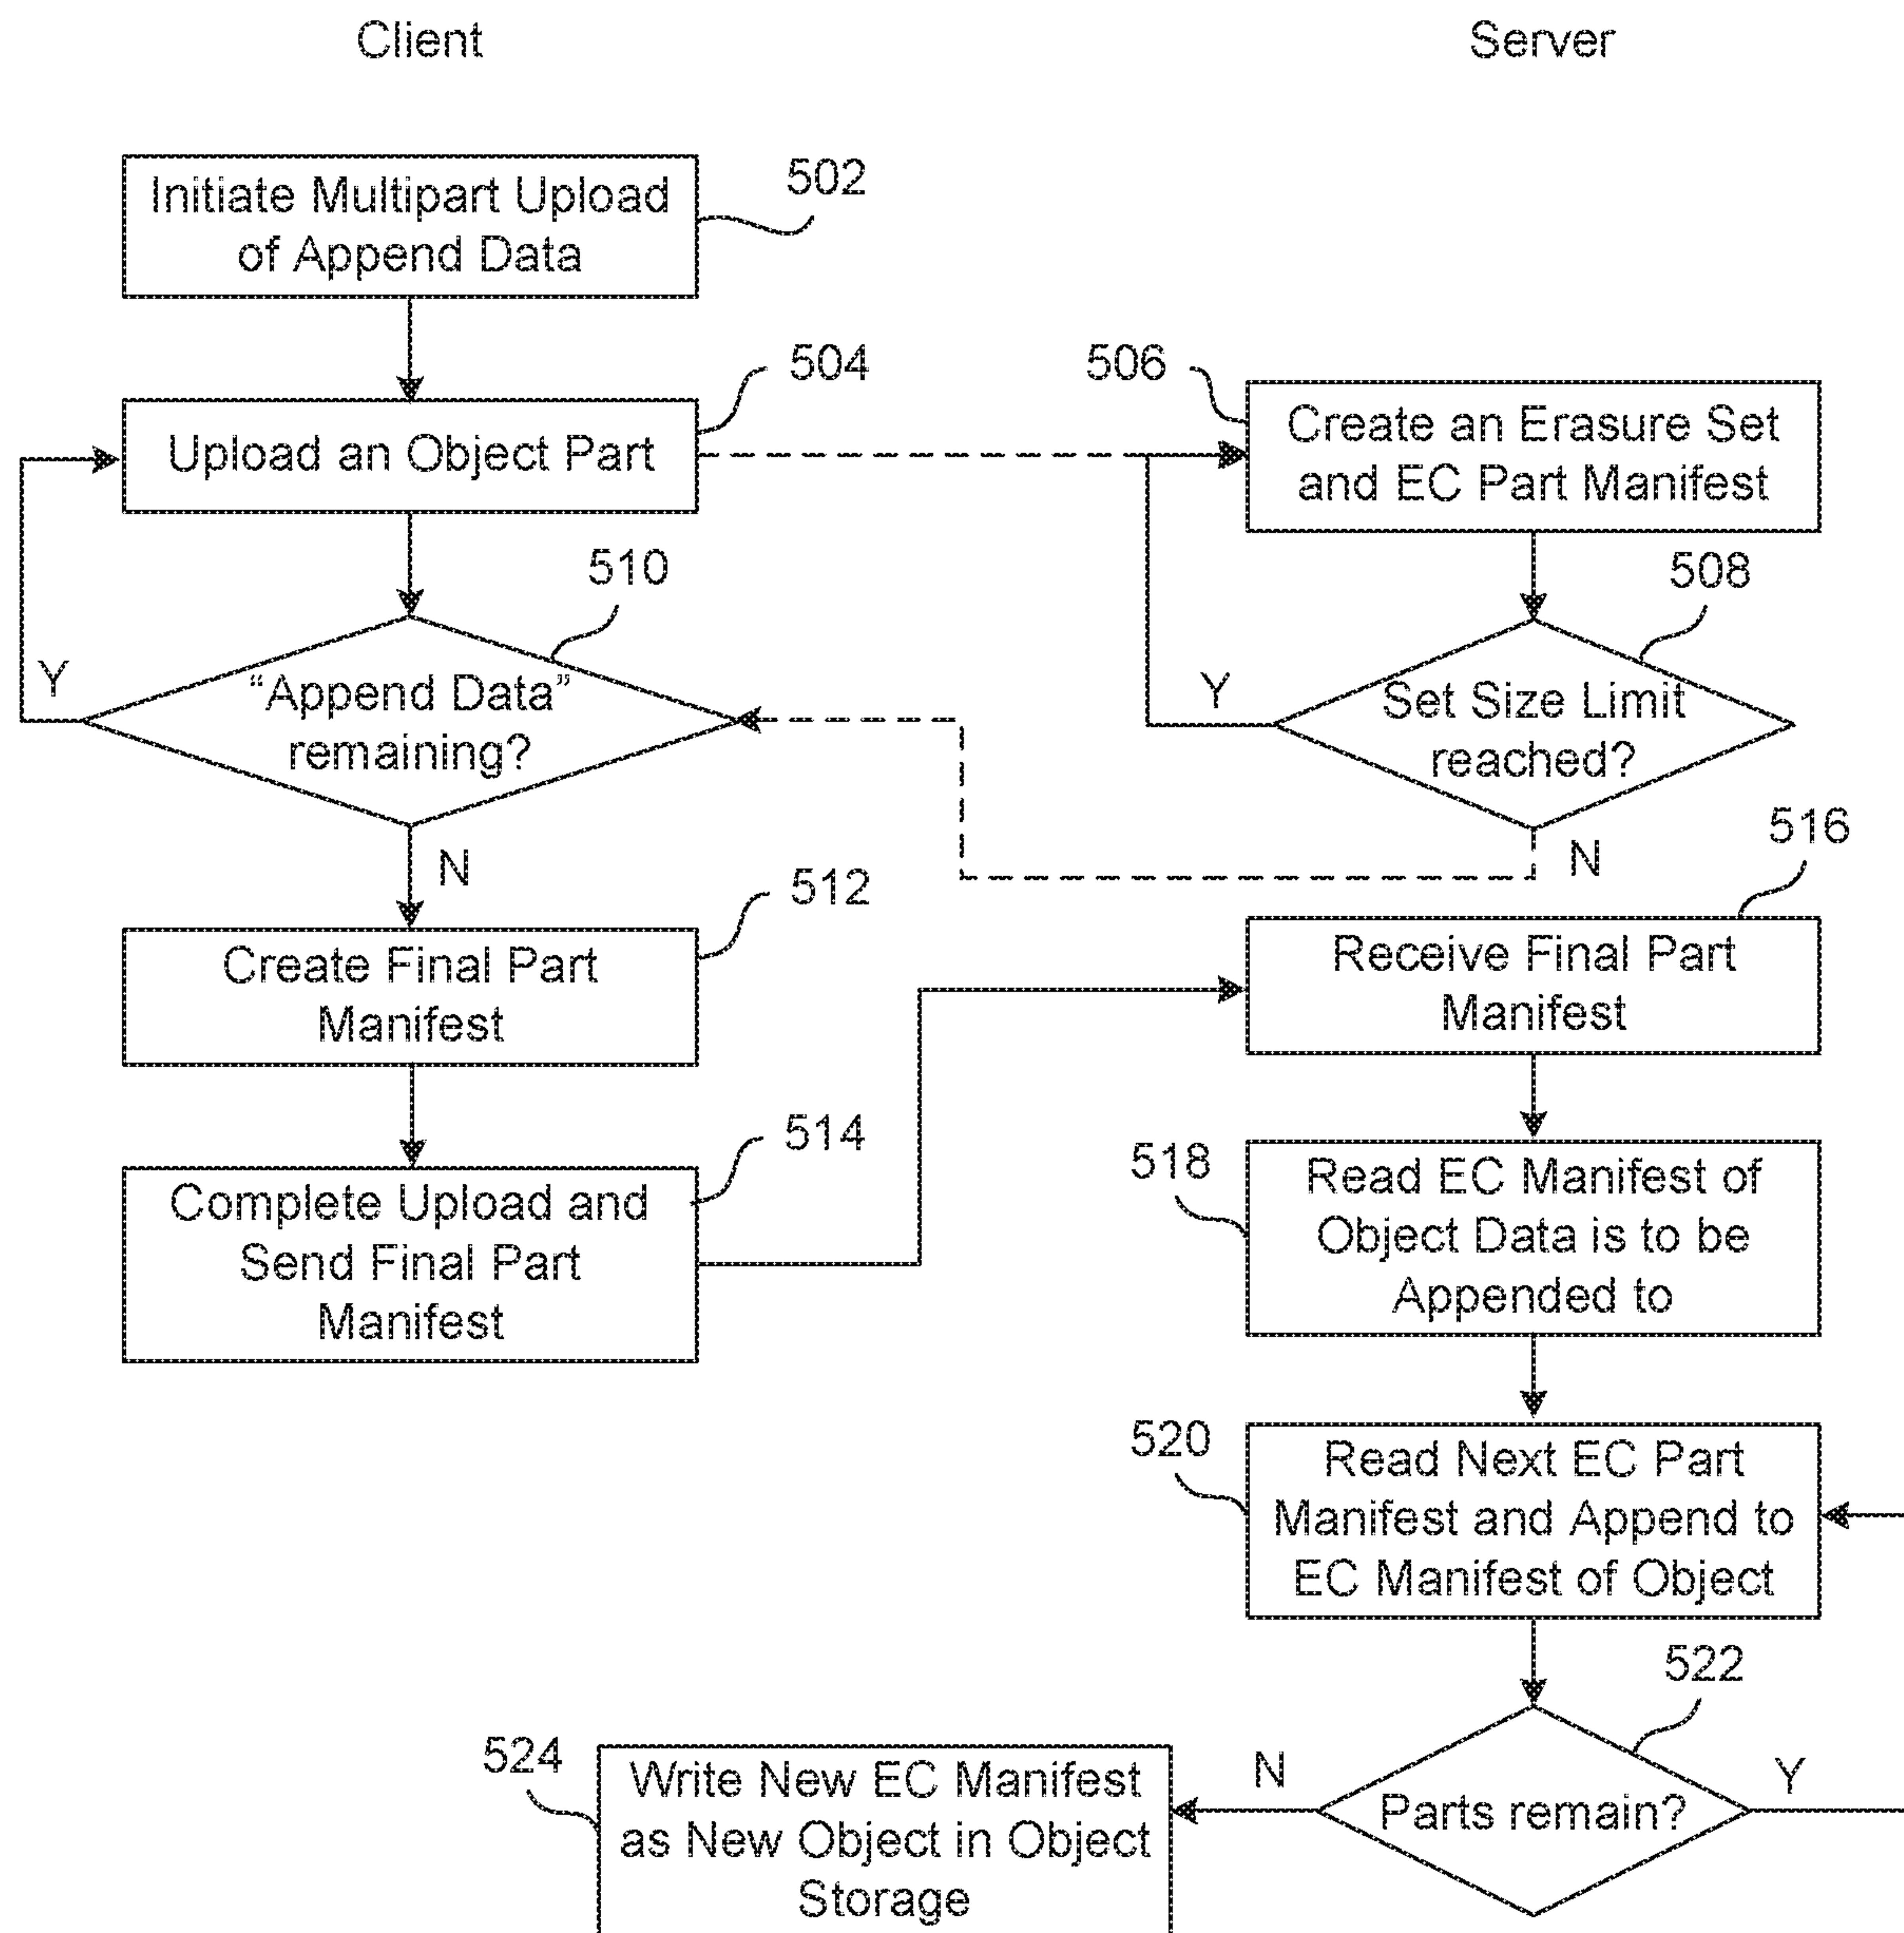 Client
Server
Initiate Multipart Upload
of Append Data
502
Upload an Object Part
504
506
Create an Erasure Set
and EC Part Manifest
510
"Append Data”
remaining?
Y
N
508
Set Size Limit
reached?
Y
N
512
Create Final Part
Manifest
514
Complete Upload and
Send Final Part
Manifest
516
Receive Final Part
Manifest
518
Read EC Manifest of
Object Data is to be
Appended to
520
Read Next EC Part
Manifest and Append to
EC Manifest of Object
522
Parts remain?
N
Y
524
Write New EC Manifest
as New Object in Object
Storage